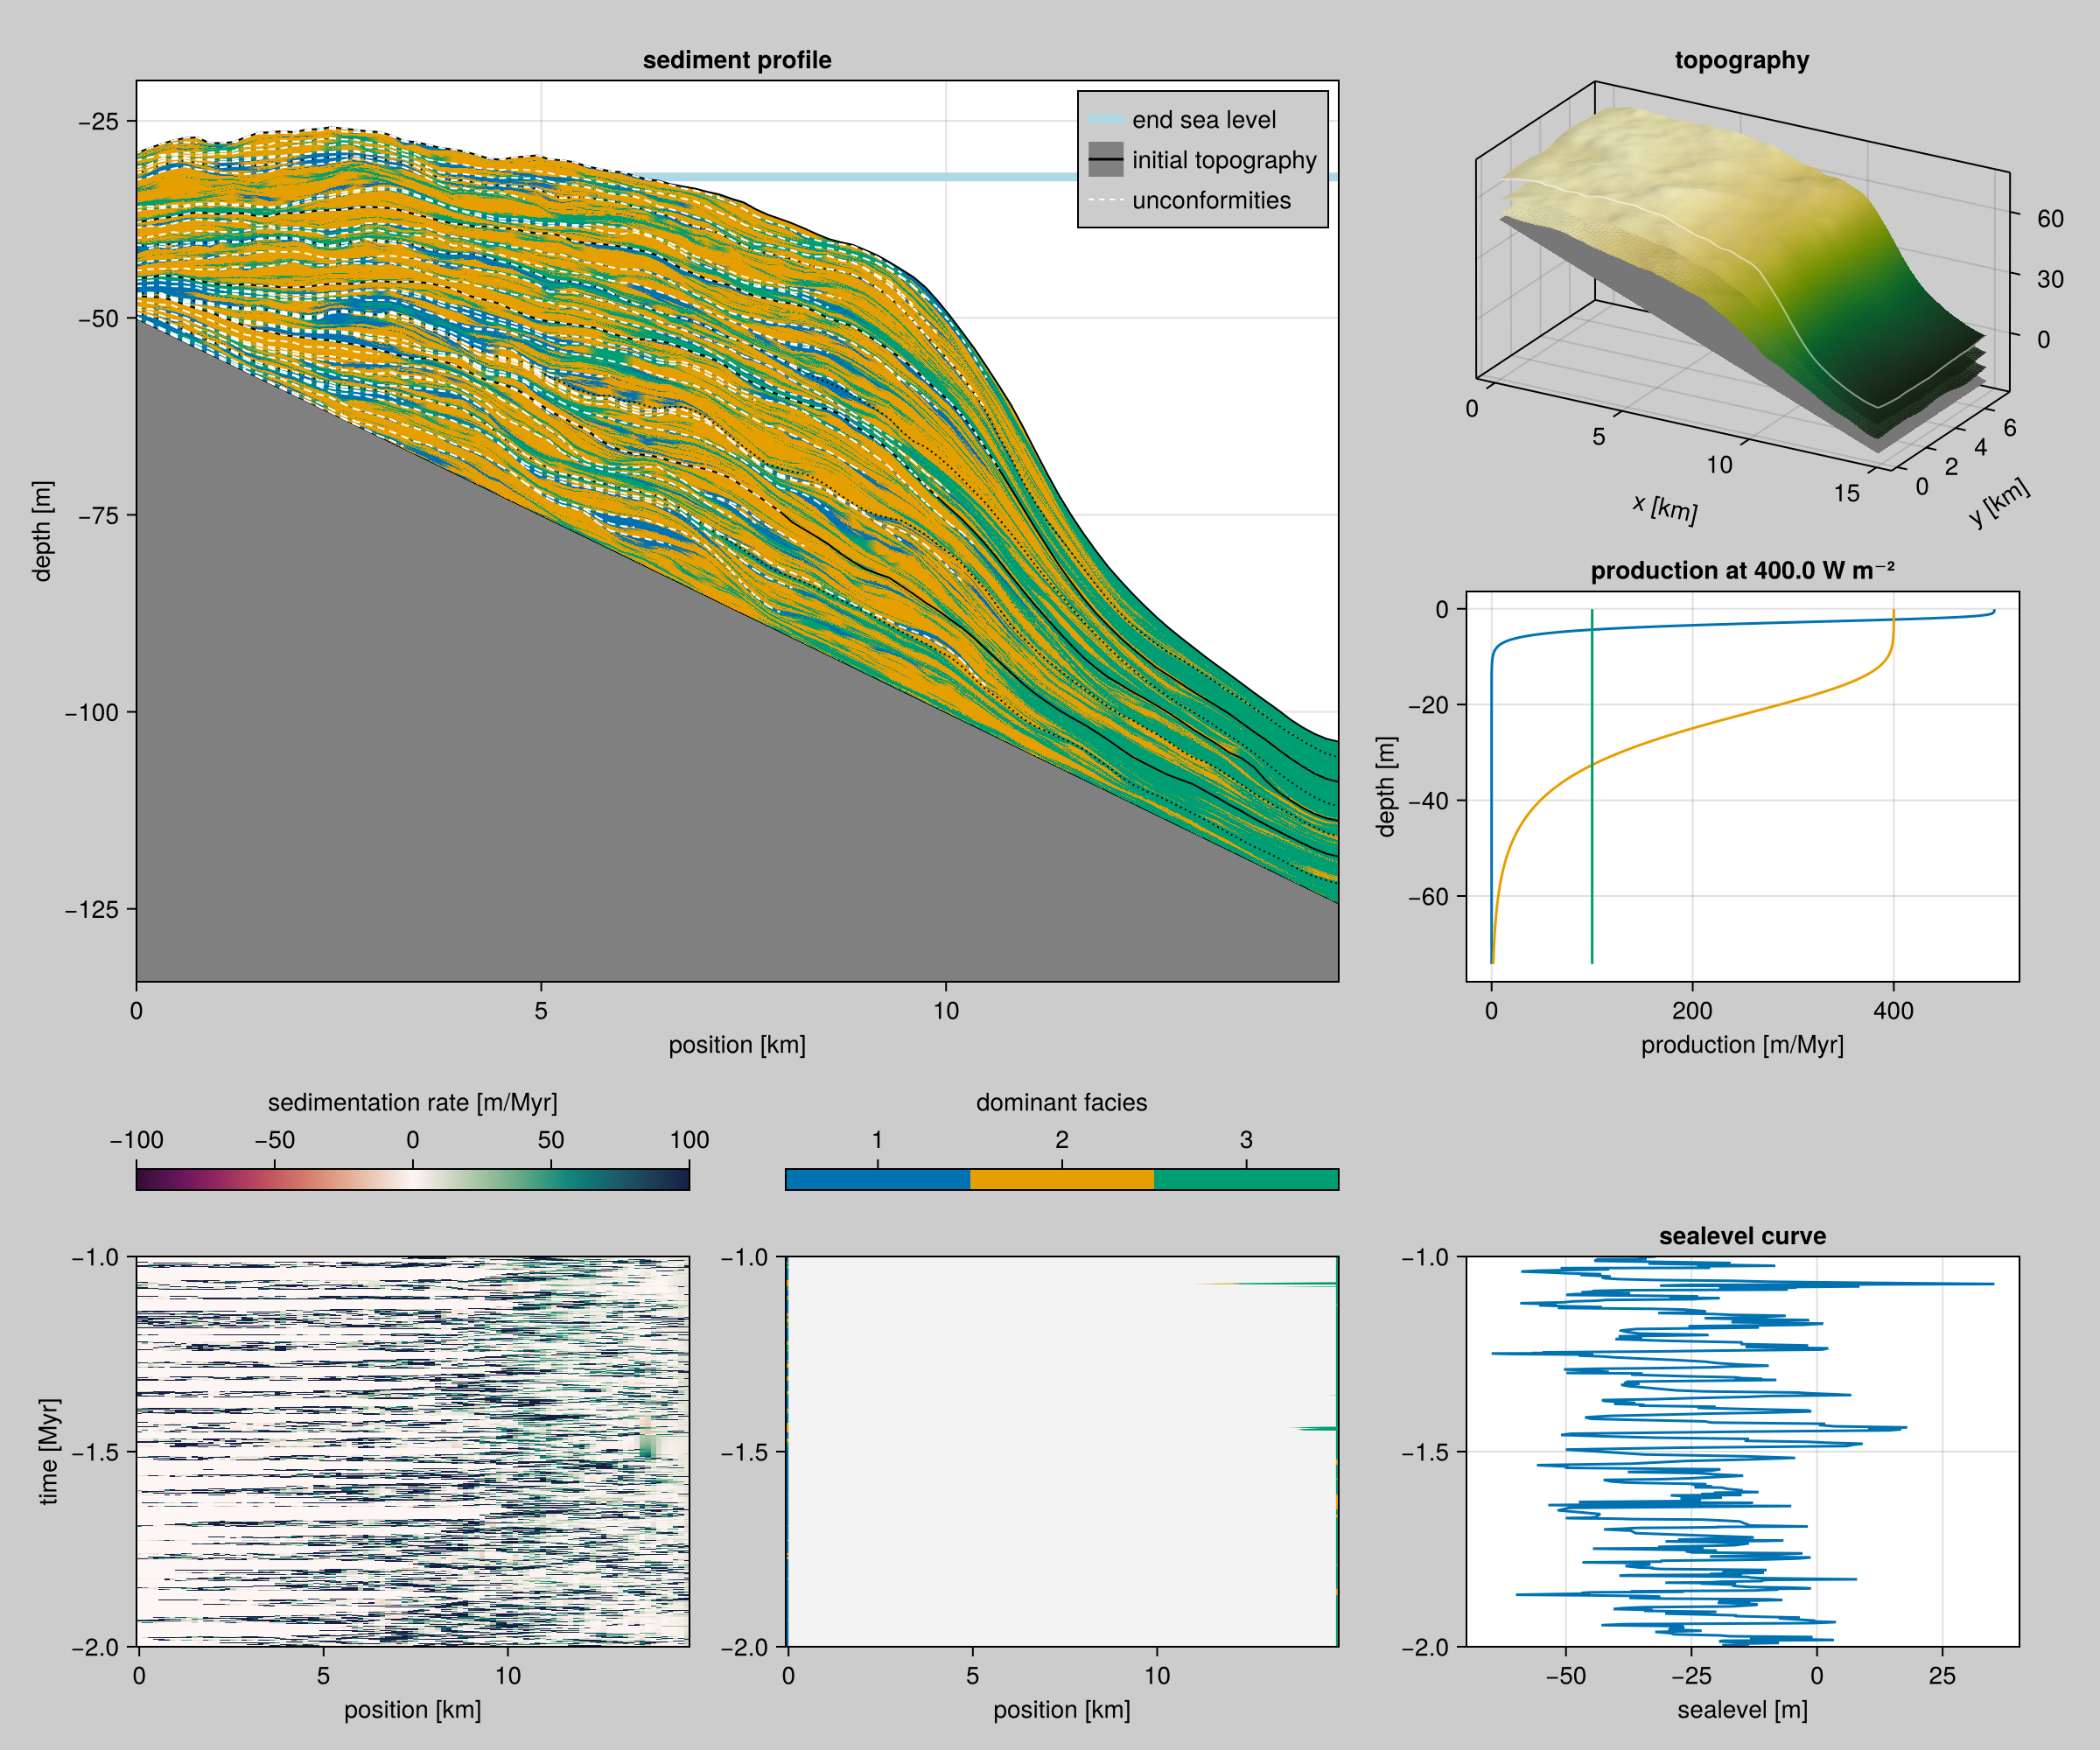 sediment profile
−25
−50
−75
−100
−125
depth [m]
0
5
10
position [km]
end sea level
initial topography
unconformities
topography
60
30
0
0
5
10
15
x [km]
0
2
4
6
y [km]
production at 400.0 W m⁻²
0
−20
−40
−60
depth [m]
0
200
400
production [m/Myr]
sedimentation rate [m/Myr]
−100
−50
0
50
100
dominant facies
1
2
3
−1.0
−1.5
−2.0
time [Myr]
0
5
10
position [km]
−1.0
−1.5
−2.0
0
5
10
position [km]
sealevel curve
−1.0
−1.5
−2.0
−50
−25
0
25
sealevel [m]